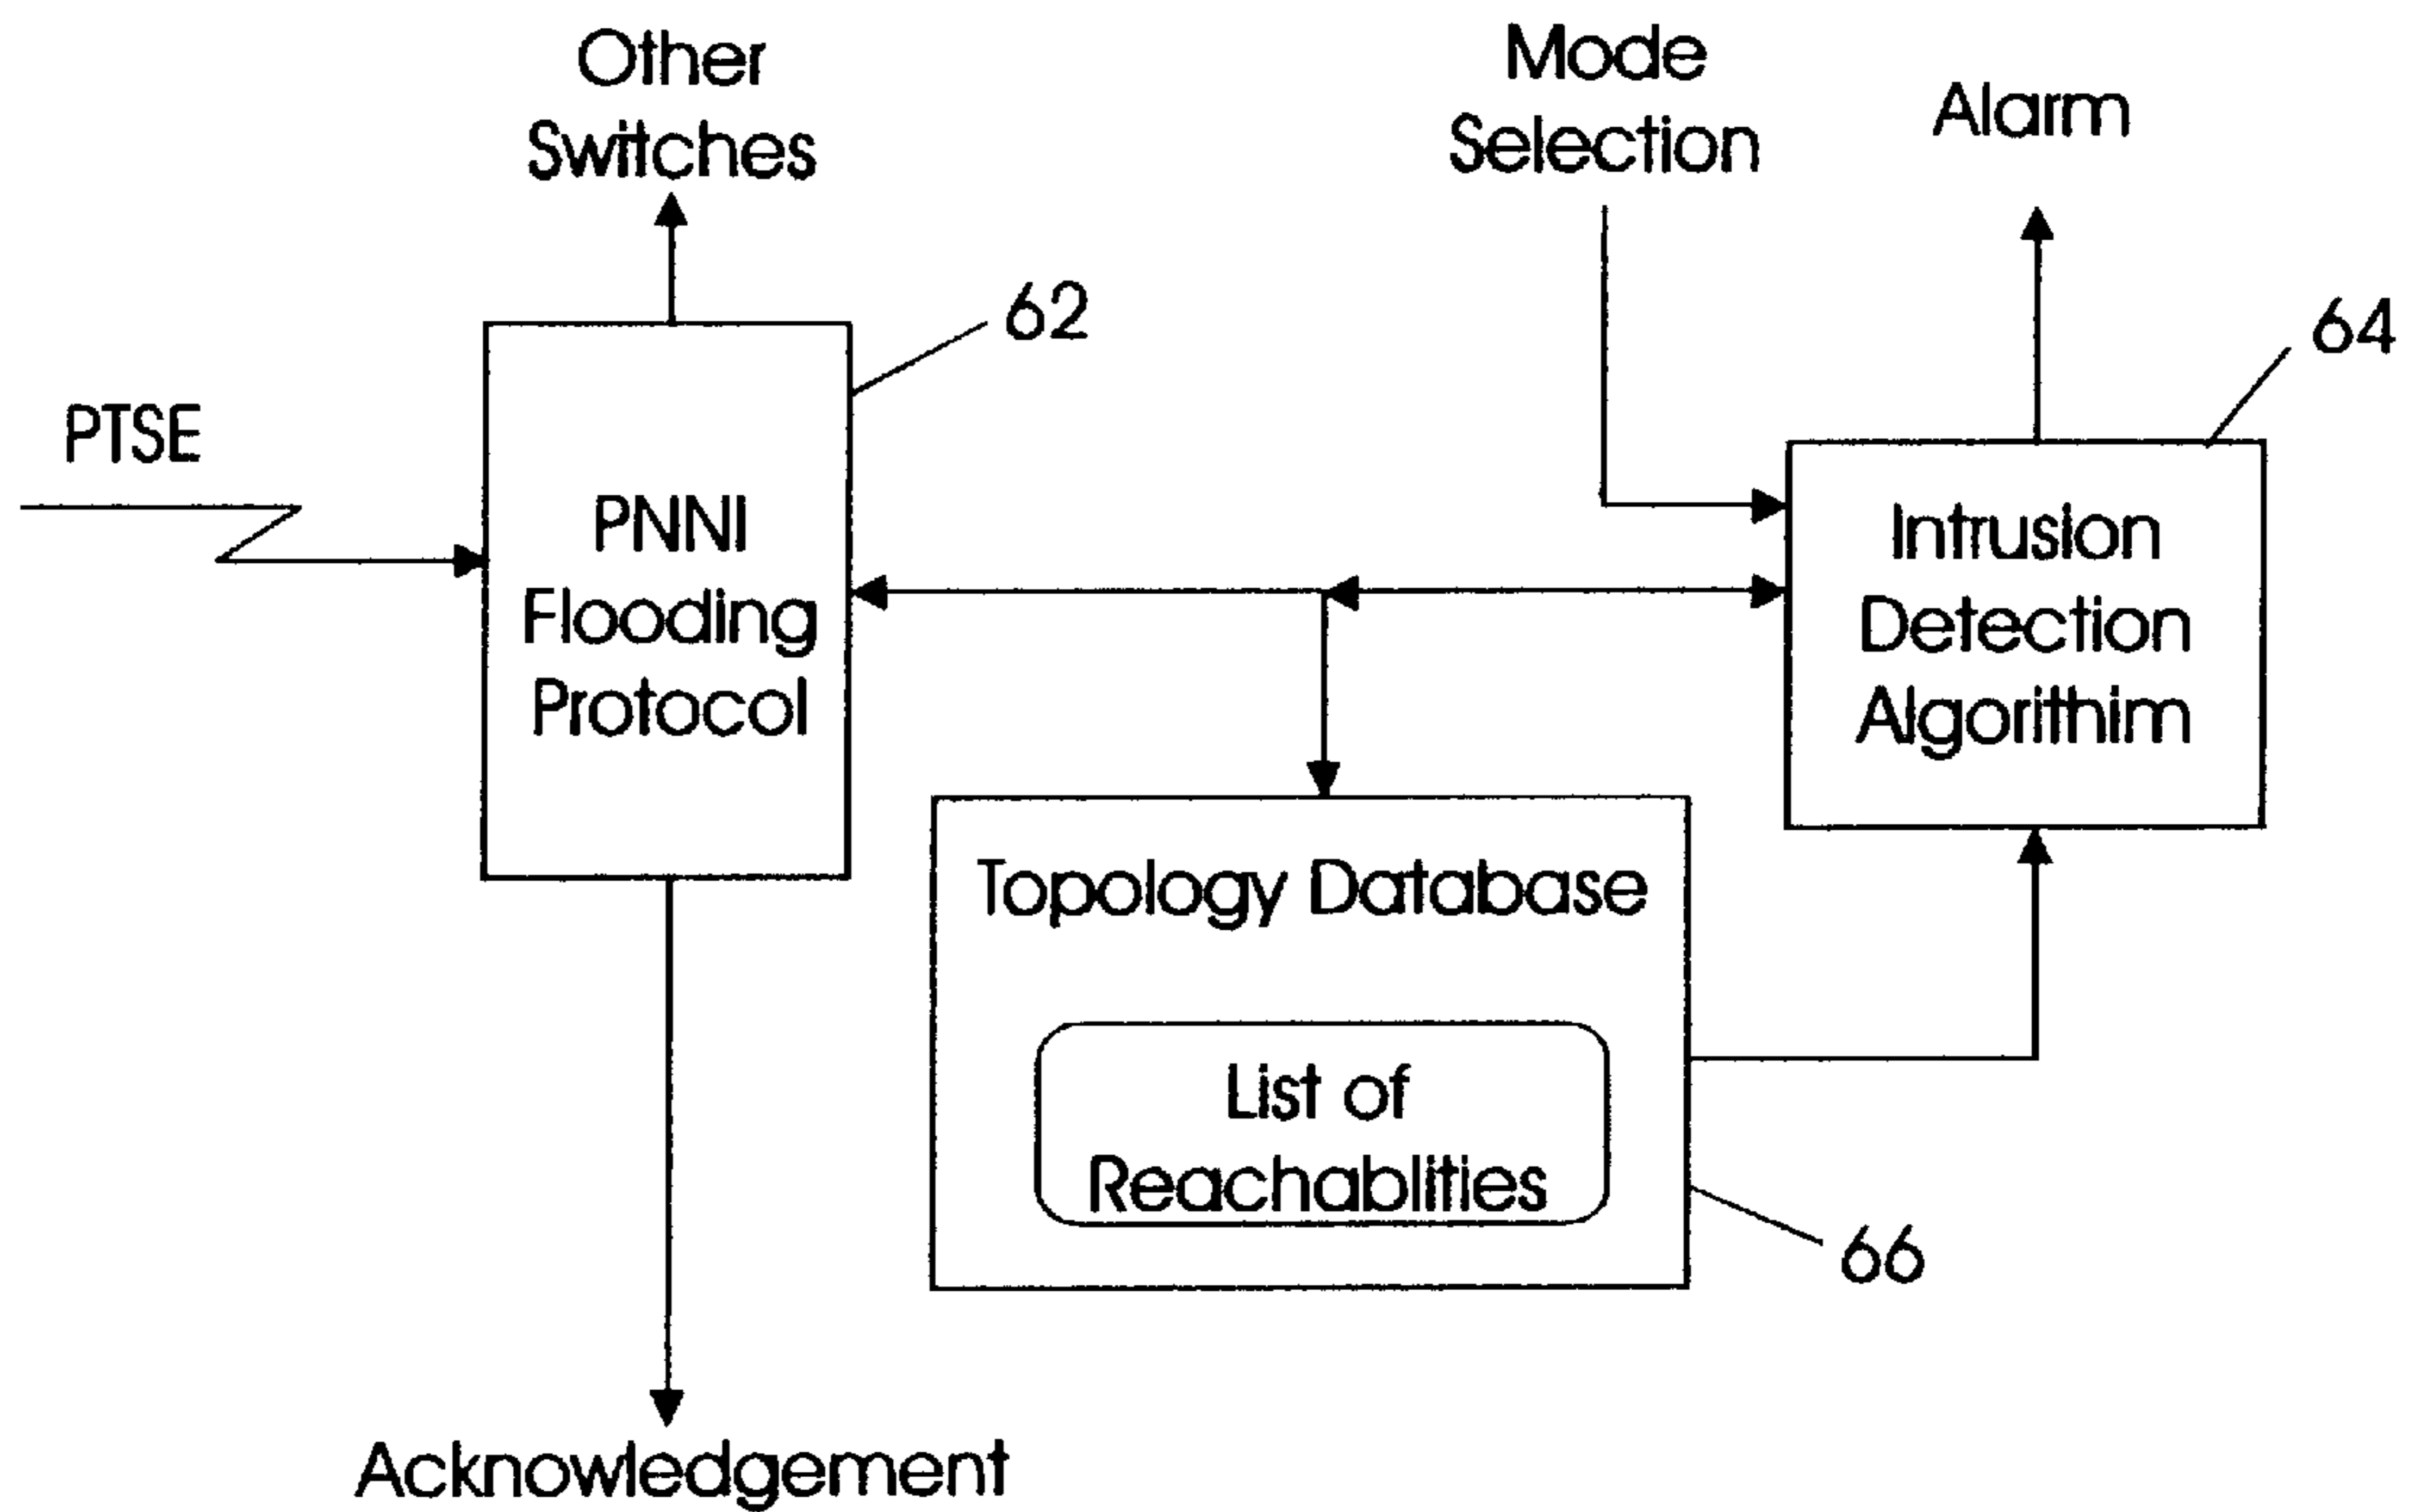 Other
Switches
Mode
Selection
Alarm
62
64
PTSE
PNNI
Flooding
Protocol
Intrusion
Detection
Algorithim
Topology Database
List of
Reachablities
66
Acknowledgement